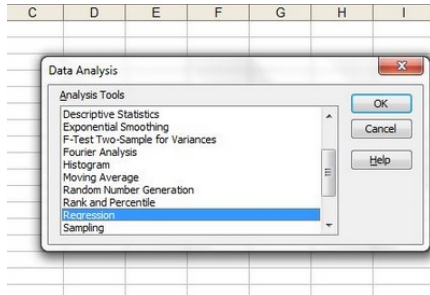 C D E F G H I
Data Analysis
Analysis Tools
Descriptive Statistics
Exponential Smoothing
F-Test Two-Sample for Variances
Fourier Analysis
Histogram
Moving Average
Random Number Generation
Rank and Percentile
Regression
Sampling
OK
Cancel
Help